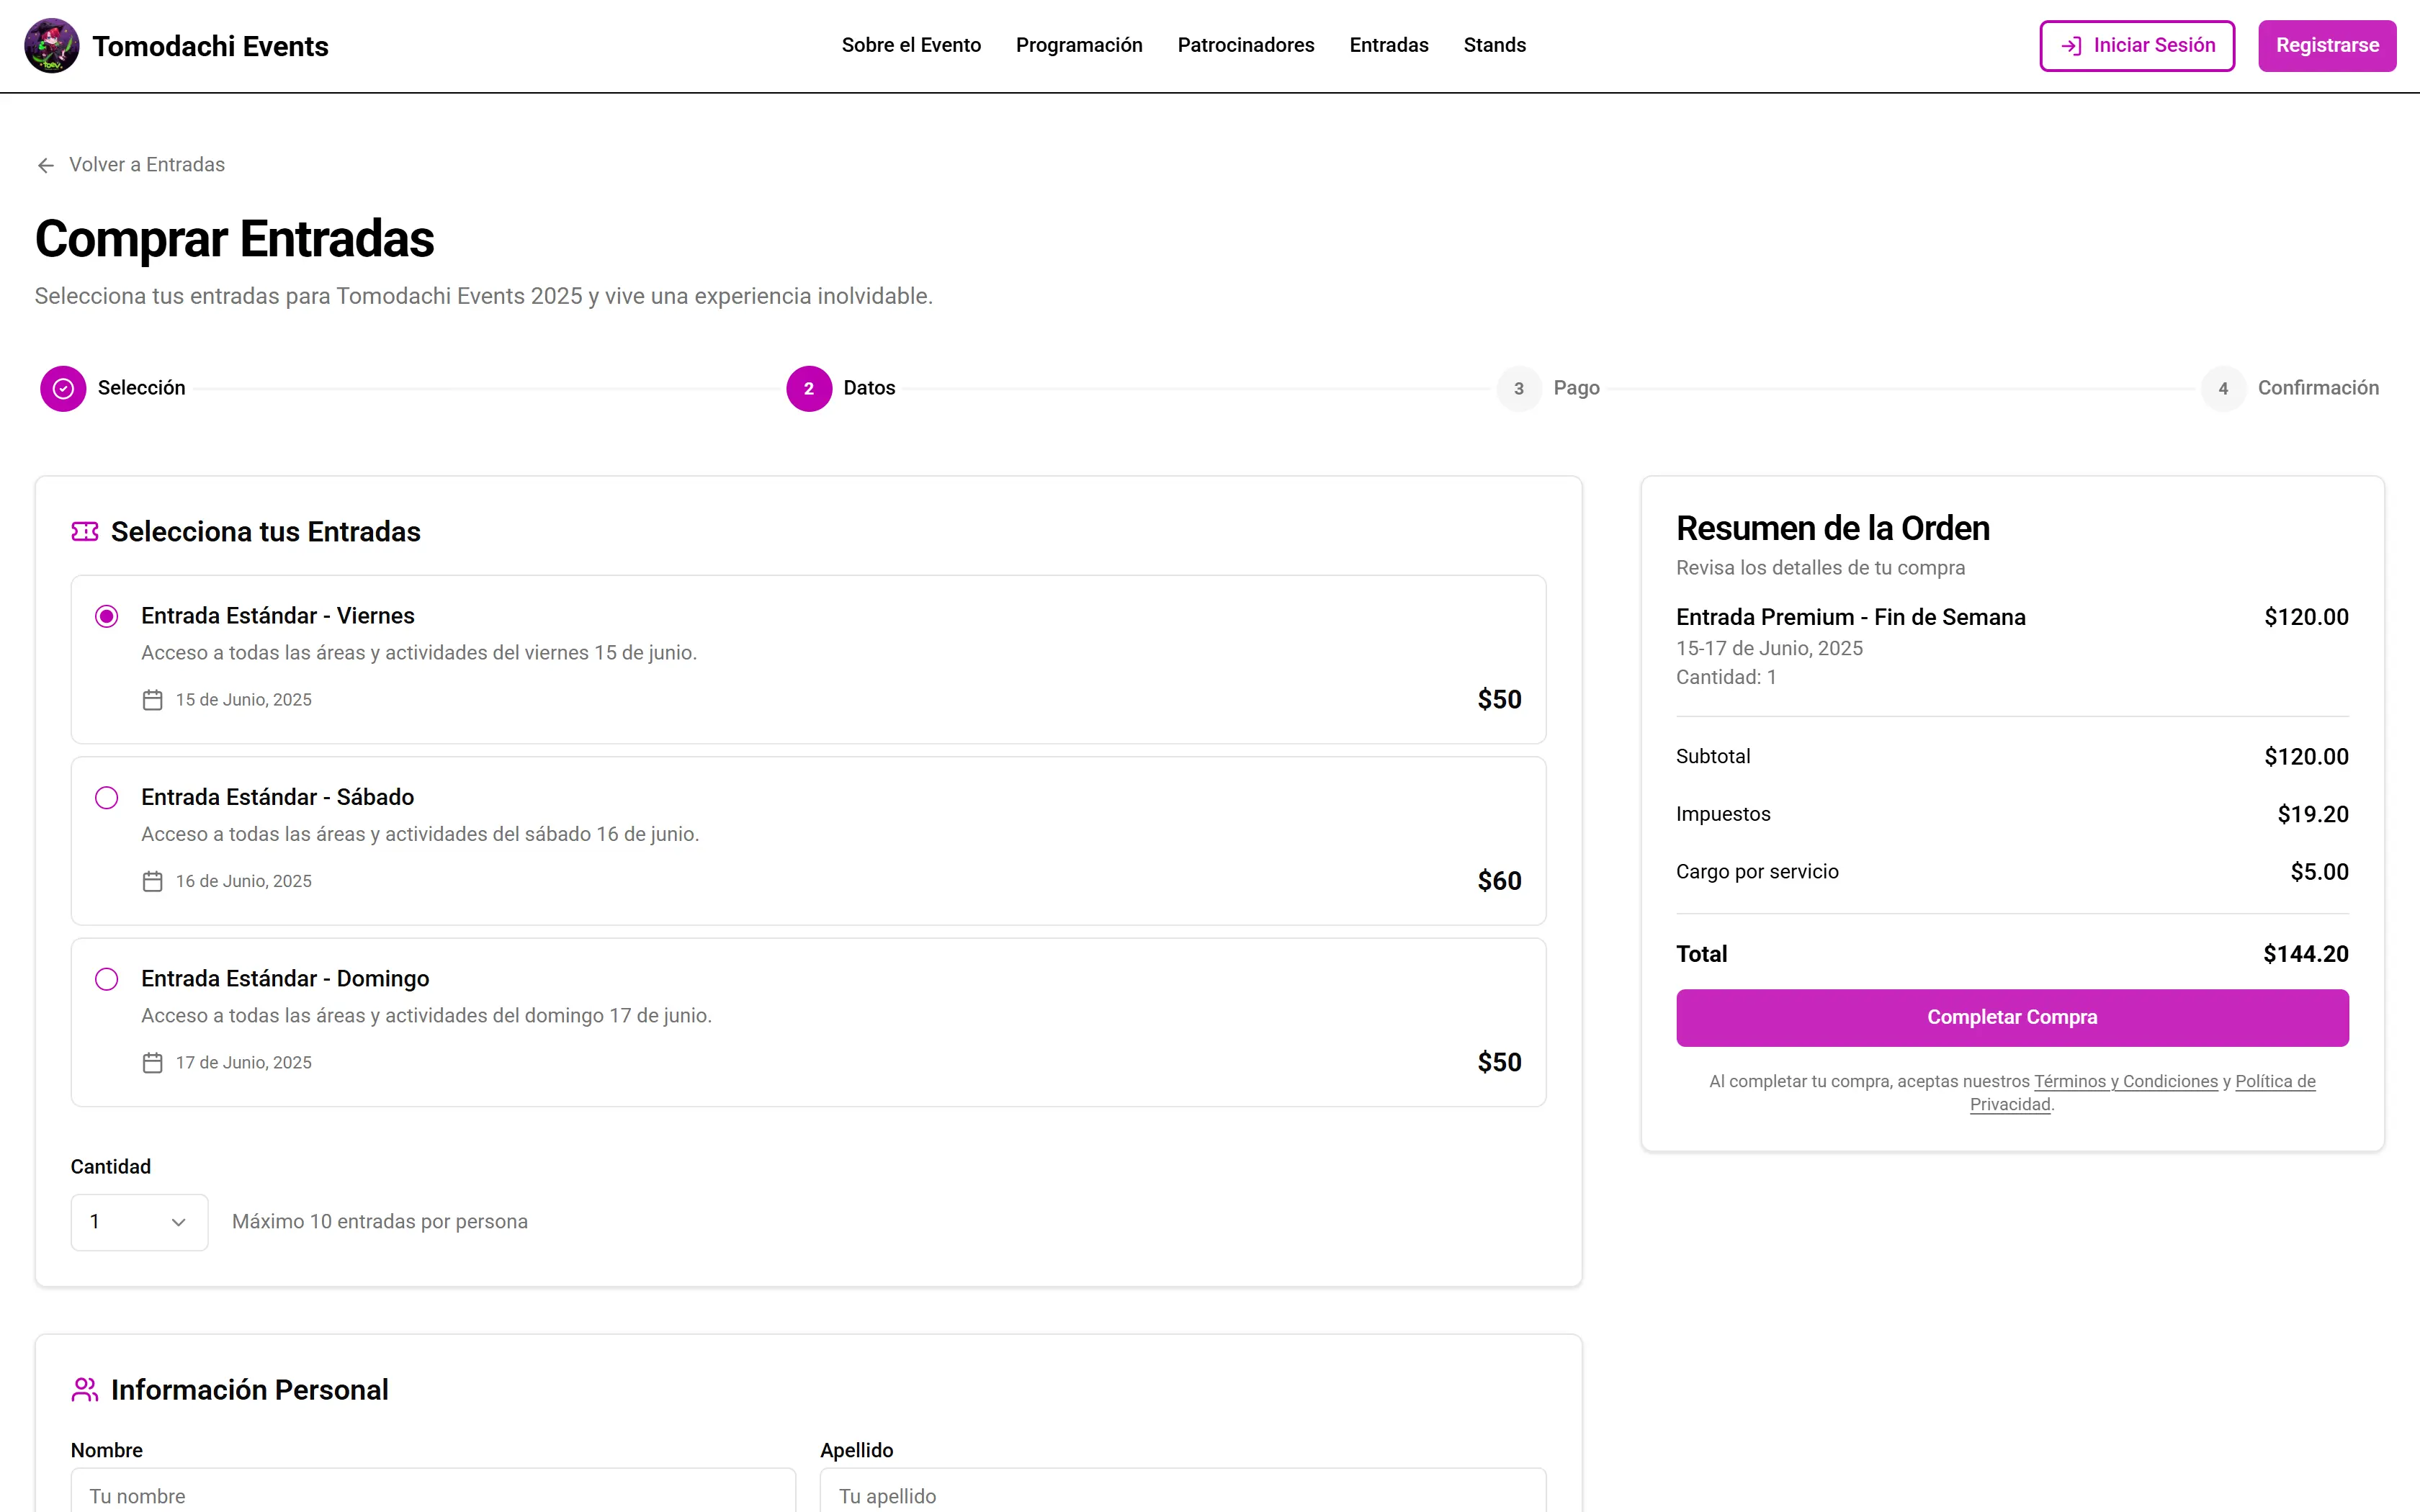 Tomodachi Events
Sobre el Evento
Programación
Patrocinadores
Entradas
Stands
Iniciar Sesión
Registrarse
Volver a Entradas
Comprar Entradas
Selecciona tus entradas para Tomodachi Events 2025 y vive una experiencia inolvidable.
Selección
2 Datos
3 Pago
4 Confirmación
Selecciona tus Entradas
Entrada Estándar - Viernes
Acceso a todas las áreas y actividades del viernes 15 de junio.
15 de Junio, 2025
$50
Entrada Estándar - Sábado
Acceso a todas las áreas y actividades del sábado 16 de junio.
16 de Junio, 2025
$60
Entrada Estándar - Domingo
Acceso a todas las áreas y actividades del domingo 17 de junio.
17 de Junio, 2025
$50
Cantidad
1
Máximo 10 entradas por persona
Información Personal
Nombre
Tu nombre
Apellido
Tu apellido
Resumen de la Orden
Revisa los detalles de tu compra
Entrada Premium - Fin de Semana
$120.00
15-17 de Junio, 2025
Cantidad: 1
Subtotal
$120.00
Impuestos
$19.20
Cargo por servicio
$5.00
Total
$144.20
Completar Compra
Al completar tu compra, aceptas nuestros Términos y Condiciones y Política de
Privacidad.